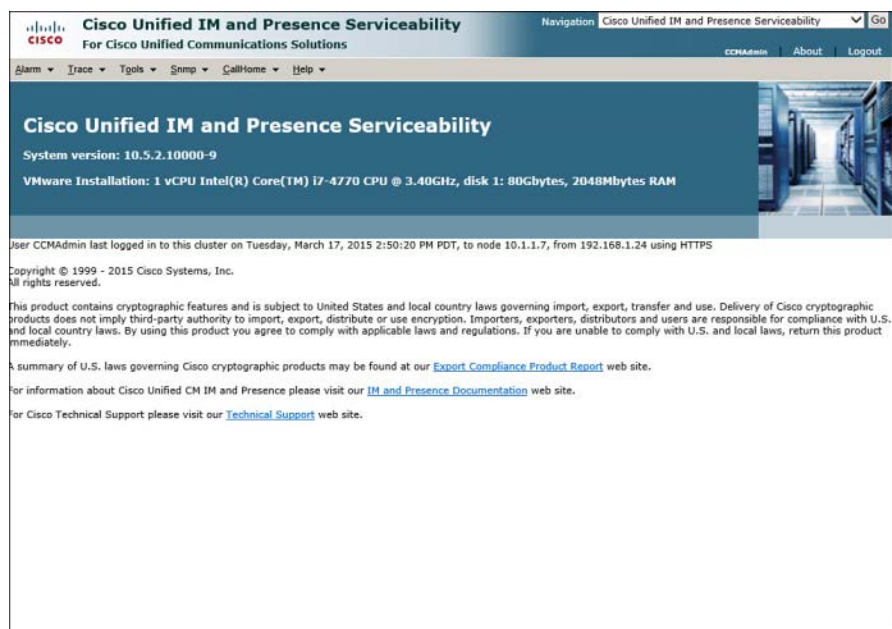 CISCO
Cisco Unified IM and Presence Serviceability
For Cisco Unified Communications Solutions
Navigation Cisco Unified IM and Presence Serviceability Go
CCMAdmin | About | Logout
Alarm Trace Tools Snmp CallHome Help
Cisco Unified IM and Presence Serviceability
System version: 10.5.2.10000-9
VMware Installation: 1 vCPU Intel(R) Core(TM) i7-4770 CPU @ 3.40GHz, disk 1: 80Gbytes, 2048Mbytes RAM
User CCMAdmin last logged in to this cluster on Tuesday, March 17, 2015 2:50:20 PM PDT, to node 10.1.1.7, from 192.168.1.24 using HTTPS
Copyright © 1999 - 2015 Cisco Systems, Inc.
All rights reserved.
This product contains cryptographic features and is subject to United States and local country laws governing import, export, transfer and use. Delivery of Cisco cryptographic
products does not imply third-party authority to import, export, distribute or use encryption. Importers, exporters, distributors and users are responsible for compliance with U.S.
and local country laws. By using this product you agree to comply with applicable laws and regulations. If you are unable to comply with U.S. and local laws, return this product
immediately.
A summary of U.S. laws governing Cisco cryptographic products may be found at our Export Compliance Product Report web site.
For information about Cisco Unified CM IM and Presence please visit our IM and Presence Documentation web site.
For Cisco Technical Support please visit our Technical Support web site.